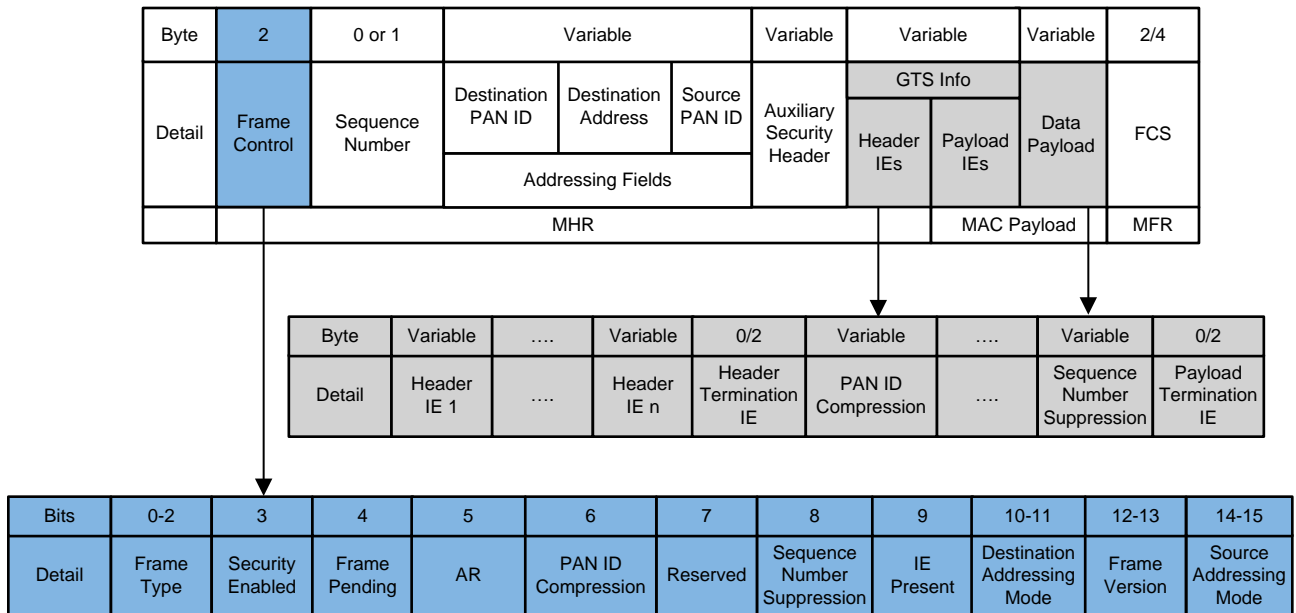 Byte 2 0 or 1 Variable Variable Variable Variable 2/4
Detail
Frame
Control
Sequence
Number
Destination
PAN ID
Destination
Address
Source
PAN ID
Addressing Fields
Auxiliary
Security
Header
GTS Info
Header
IEs
Payload
IEs
Data
Payload
FCS
MHR MAC Payload MFR
Byte Variable …. Variable 0/2 Variable …. Variable 0/2
Detail
Header
IE 1
….
Header
IE n
Header
Termination
IE
PAN ID
Compression
….
Sequence
Number
Suppression
Payload
Termination
IE
Bits 0-2 3 4 5 6 7 8 9 10-11 12-13 14-15
Detail
Frame
Type
Security
Enabled
Frame
Pending
AR
PAN ID
Compression
Reserved
Sequence
Number
Suppression
IE
Present
Destination
Addressing
Mode
Frame
Version
Source
Addressing
Mode